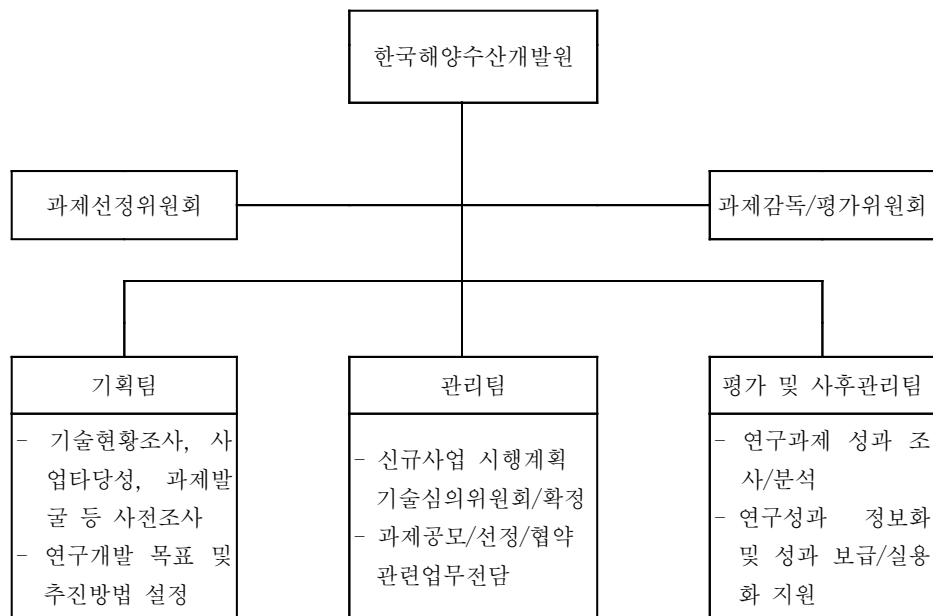 한국해양수산개발원
과제선정위원회
과제감독/평가위원회
기획팀
- 기술현황조사, 사
업타당성, 과제발
굴 등 사전조사
- 연구개발 목표 및
추진방법 설정
관리팀
- 신규사업 시행계획
기술심의위원회/확정
- 과제공모/선정/협약
관련업무전담
평가 및 사후관리팀
- 연구과제 성과 조
사/분석
- 연구성과 정보화
및 성과 보급/실용
화 지원